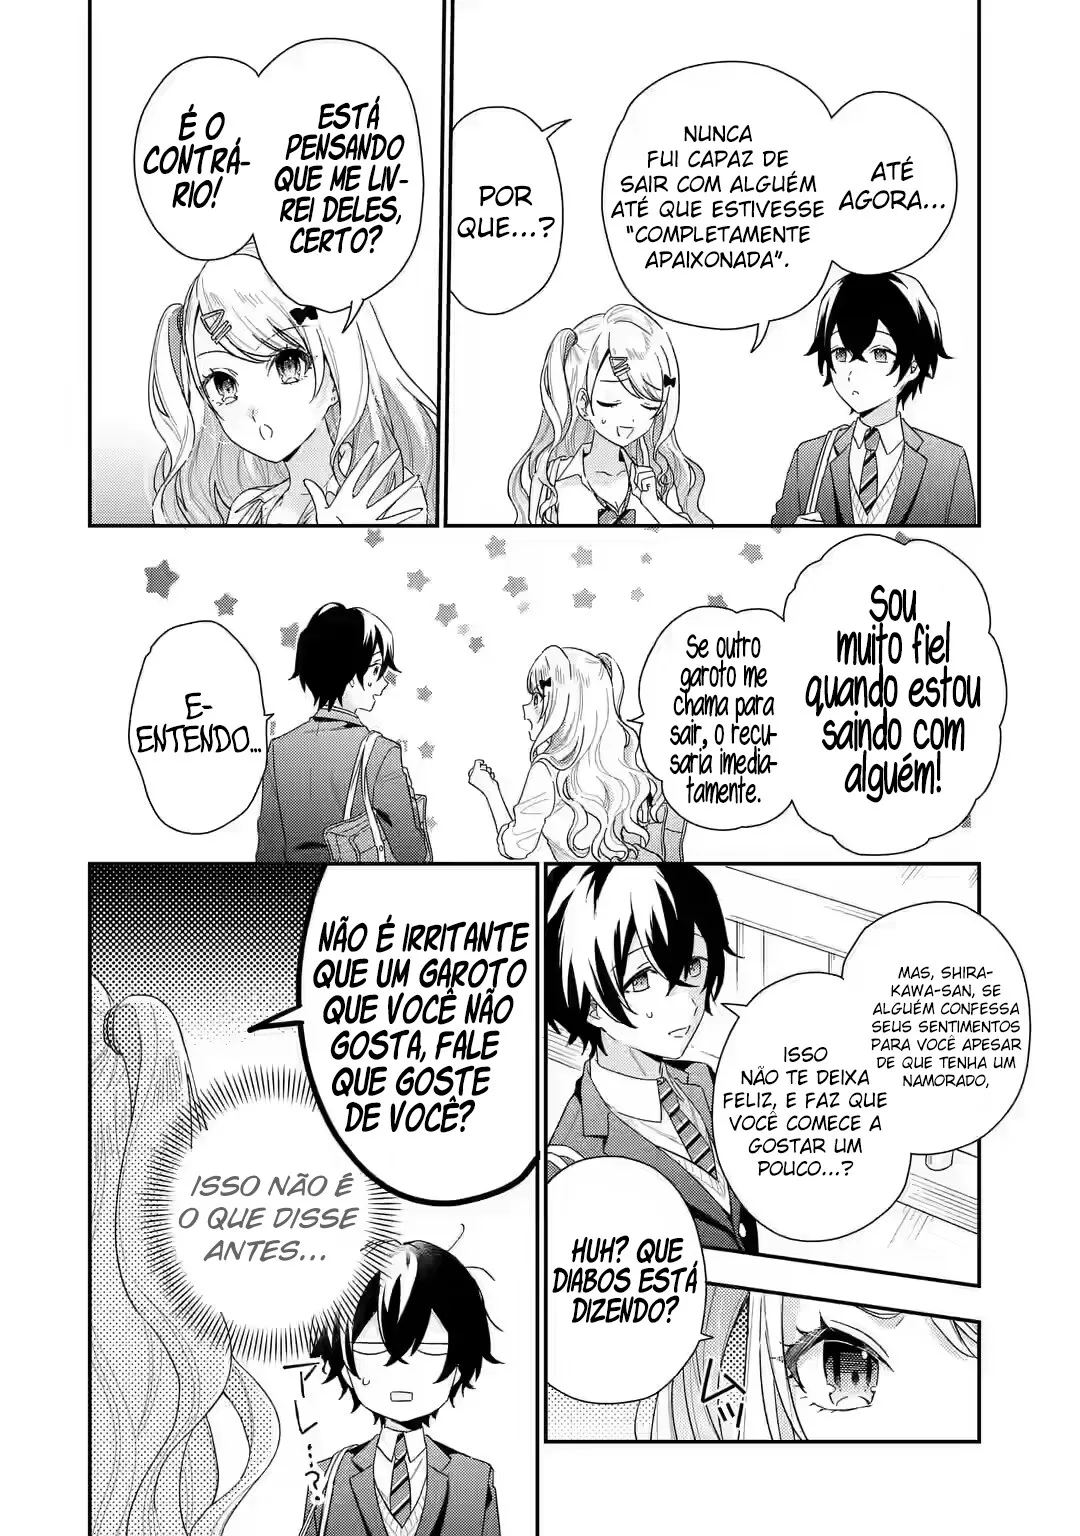 ATÉ
AGORA...
NUNCA
FUI CAPAZ DE
SAIR COM ALGUÉM
ATÉ QUE ESTIVESSE
"COMPLETAMENTE
APAIXONADA".
POR
QUE...?
ESTÁ
PENSANDO
QUE ME LIV-
REI DELES,
CERTO?
É O
CONTRÁ-
RIO!
Sou
muito fiel
quando estou
saindo com
alguém!
Se outro
garoto me
chama para
sair, o recu-
saria imedia-
tamente.
E-
ENTENDO...
MAS, SHIRA-
KAWA-SAN, SE
ALGUÉM CONFESSA
SEUS SENTIMENTOS
PARA VOCÊ APESAR
DE QUE TENHA UM
NAMORADO,
ISSO
NÃO TE DEIXA
FELIZ, E FAZ QUE
VOCÊ COMECE A
GOSTAR UM
POUCO...?
HUH? QUE
DIABOS ESTÁ
DIZENDO?
ズイッ
NÃO É IRRITANTE
QUE UM GAROTO
QUE VOCÊ NÃO
GOSTA, FALE
QUE GOSTE
DE VOCÊ?
ISSO NÃO É
O QUE DISSE
ANTES...
アレ…?